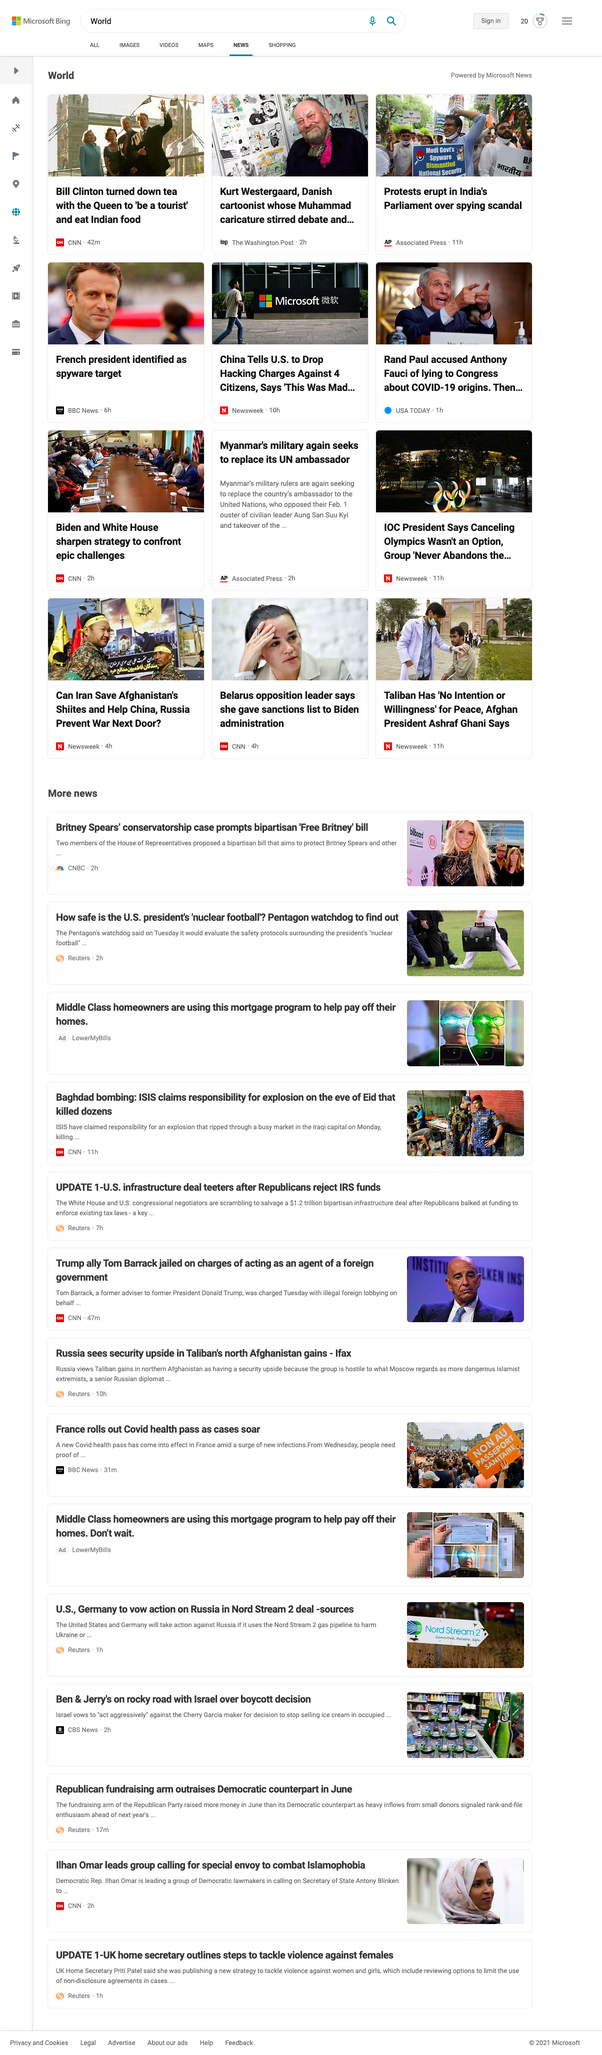 Microsoft Bing
World
Sign in
20
ALL
IMAGES
VIDEOS
MAPS
NEWS
SHOPPING
World
Powered by Microsoft News
Bill Clinton turned down tea
with the Queen to 'be a tourist'
and eat Indian food
CNN · 42m
Kurt Westergaard, Danish
cartoonist whose Muhammad
caricature stirred debate and...
The Washington Post · 2h
Modi Govt's
Spyware
Dismantled
National Security
Protests erupt in India's
Parliament over spying scandal
AP
Associated Press · 11h
French president identified as
spyware target
BBC News · 6h
Microsoft 微软
China Tells U.S. to Drop
Hacking Charges Against 4
Citizens, Says 'This Was Mad...
Newsweek · 10h
Rand Paul accused Anthony
Fauci of lying to Congress
about COVID-19 origins. Then...
USA TODAY · 1h
Biden and White House
sharpen strategy to confront
epic challenges
CNN · 2h
Myanmar's military again seeks
to replace its UN ambassador
Myanmar's military rulers are again seeking
to replace the country's ambassador to the
United Nations, who opposed their Feb. 1
ouster of civilian leader Aung San Suu Kyi
and takeover of the ...
AP
Associated Press · 2h
IOC President Says Canceling
Olympics Wasn't an Option,
Group 'Never Abandons the...
Newsweek · 11h
Can Iran Save Afghanistan's
Shiites and Help China, Russia
Prevent War Next Door?
Newsweek · 4h
Belarus opposition leader says
she gave sanctions list to Biden
administration
CNN · 4h
Taliban Has 'No Intention or
Willingness' for Peace, Afghan
President Ashraf Ghani Says
Newsweek · 11h
More news
Britney Spears' conservatorship case prompts bipartisan 'Free Britney' bill
Two members of the House of Representatives proposed a bipartisan bill that aims to protect Britney Spears and other
...
CNBC · 2h
billboard
How safe is the U.S. president's 'nuclear football'? Pentagon watchdog to find out
The Pentagon's watchdog said on Tuesday it would evaluate the safety protocols surrounding the president's "nuclear
football" ...
Reuters · 2h
Middle Class homeowners are using this mortgage program to help pay off their
homes.
Ad LowerMyBills
Baghdad bombing: ISIS claims responsibility for explosion on the eve of Eid that
killed dozens
ISIS have claimed responsibility for an explosion that ripped through a busy market in the Iraqi capital on Monday,
killing ...
CNN · 11h
UPDATE 1-U.S. infrastructure deal teeters after Republicans reject IRS funds
The White House and U.S. congressional negotiators are scrambling to salvage a $1.2 trillion bipartisan infrastructure deal after Republicans balked at funding to
enforce existing tax laws - a key ...
Reuters · 7h
Trump ally Tom Barrack jailed on charges of acting as an agent of a foreign
government
Tom Barrack, a former adviser to former President Donald Trump, was charged Tuesday with illegal foreign lobbying on
behalf ...
CNN · 47m
Russia sees security upside in Taliban's north Afghanistan gains - Ifax
Russia views Taliban gains in northern Afghanistan as having a security upside because the group is hostile to what Moscow regards as more dangerous Islamist
extremists, a senior Russian diplomat ...
Reuters · 10h
France rolls out Covid health pass as cases soar
A new Covid health pass has come into effect in France amid a surge of new infections.From Wednesday, people need
proof of ...
BBC News · 31m
NON AU
PASSEPORT
SANITAIRE
Middle Class homeowners are using this mortgage program to help pay off their
homes. Don't wait.
Ad LowerMyBills
U.S., Germany to vow action on Russia in Nord Stream 2 deal -sources
The United States and Germany will take action against Russia if it uses the Nord Stream 2 gas pipeline to harm
Ukraine or ...
Reuters · 1h
Nord Stream 2
Committed. Reliable. Safe.
Ben & Jerry's on rocky road with Israel over boycott decision
Israel vows to "act aggressively" against the Cherry Garcia maker for decision to stop selling ice cream in occupied ...
CBS News · 2h
Republican fundraising arm outraises Democratic counterpart in June
The fundraising arm of the Republican Party raised more money in June than its Democratic counterpart as heavy inflows from small donors signaled rank-and-file
enthusiasm ahead of next year's ...
Reuters · 17m
Ilhan Omar leads group calling for special envoy to combat Islamophobia
Democratic Rep. Ilhan Omar is leading a group of Democratic lawmakers in calling on Secretary of State Antony Blinken
to ...
CNN · 2h
UPDATE 1-UK home secretary outlines steps to tackle violence against females
UK Home Secretary Priti Patel said she was publishing a new strategy to tackle violence against women and girls, which include reviewing options to limit the use
of non-disclosure agreements in cases ...
Reuters · 1h
Privacy and Cookies
Legal
Advertise
About our ads
Help
Feedback
© 2021 Microsoft